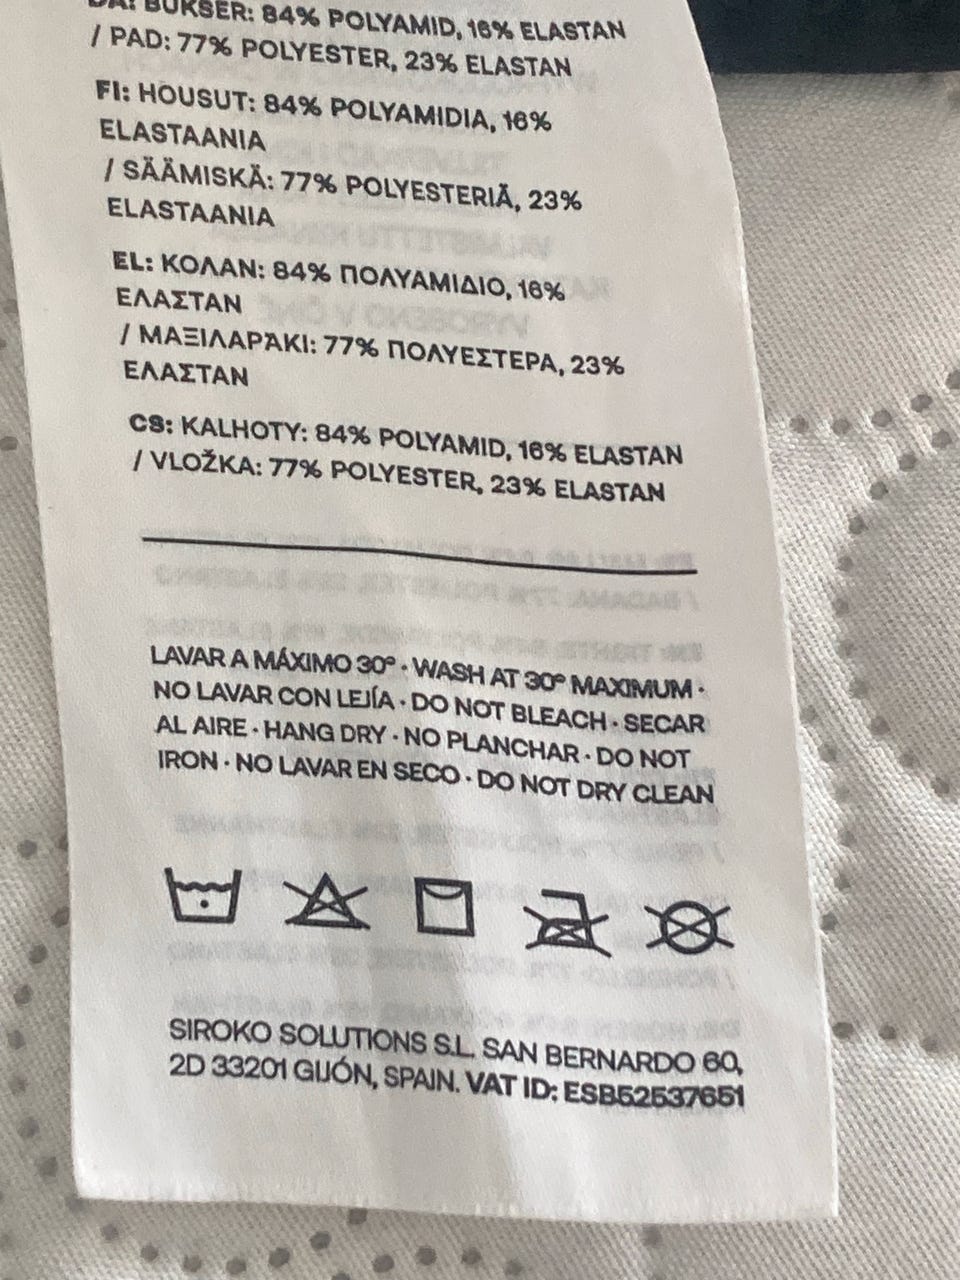 DA: BUKSER: 84% POLYAMID, 16% ELASTAN
/ PAD: 77% POLYESTER, 23% ELASTAN
FI: HOUSUT: 84% POLYAMIDIA, 16%
ELASTAANIA
/ SÄÄMISKÄ: 77% POLYESTERIÄ, 23%
ELASTAANIA
EL: ΚΟΛΑΝ: 84% ΠΟΛΥΑΜΙΔΙΟ, 16%
ΕΛΑΣΤΑΝ
/ ΜΑΞΙΛΑΡΆΚΙ: 77% ΠΟΛΥΕΣΤΕΡΑ, 23%
ΕΛΑΣΤΑΝ
CS: KALHOTY: 84% POLYAMID, 16% ELASTAN
/ VLOŽKA: 77% POLYESTER, 23% ELASTAN
LAVAR A MÁXIMO 30º · WASH AT 30º MAXIMUM ·
NO LAVAR CON LEJÍA · DO NOT BLEACH · SECAR
AL AIRE · HANG DRY · NO PLANCHAR · DO NOT
IRON · NO LAVAR EN SECO · DO NOT DRY CLEAN
SIROKO SOLUTIONS S.L. SAN BERNARDO 60,
2D 33201 GIJÓN, SPAIN. VAT ID: ESB52537651